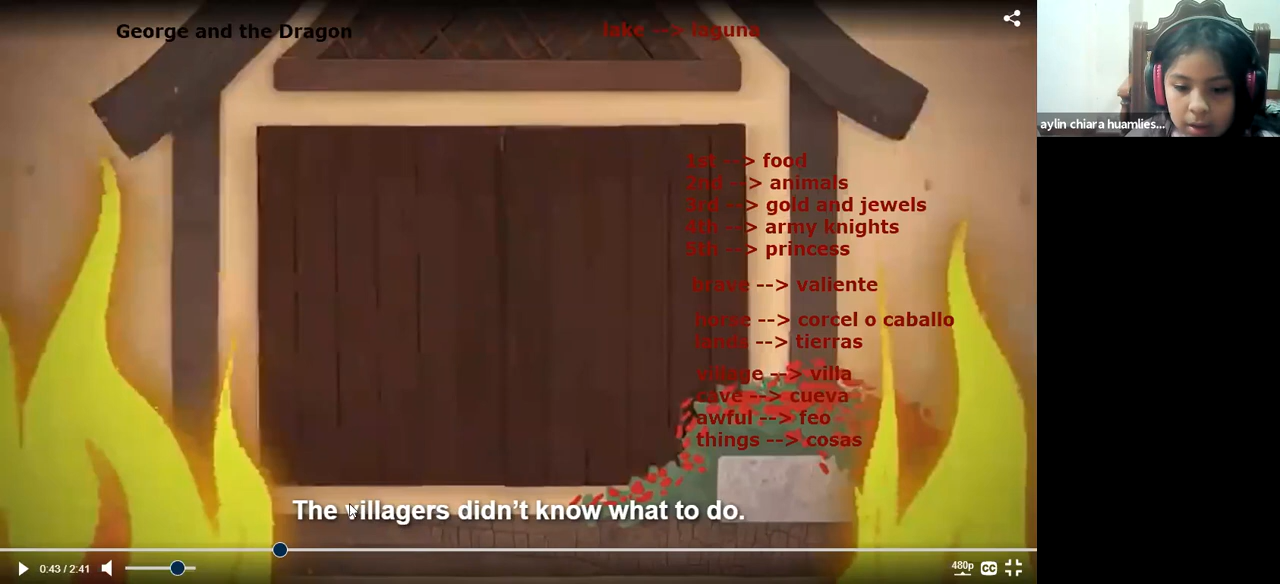 George and the Dragon
lake --> laguna
aylin chiara huamlies...
1st --> food
2nd --> animals
3rd --> gold and jewels
4th --> army knights
5th --> princess
brave --> valiente
horse --> corcel o caballo
lands --> tierras
village --> villa
cave --> cueva
awful --> feo
things --> cosas
The villagers didn't know what to do.
0:43 / 2:41
480p
CC